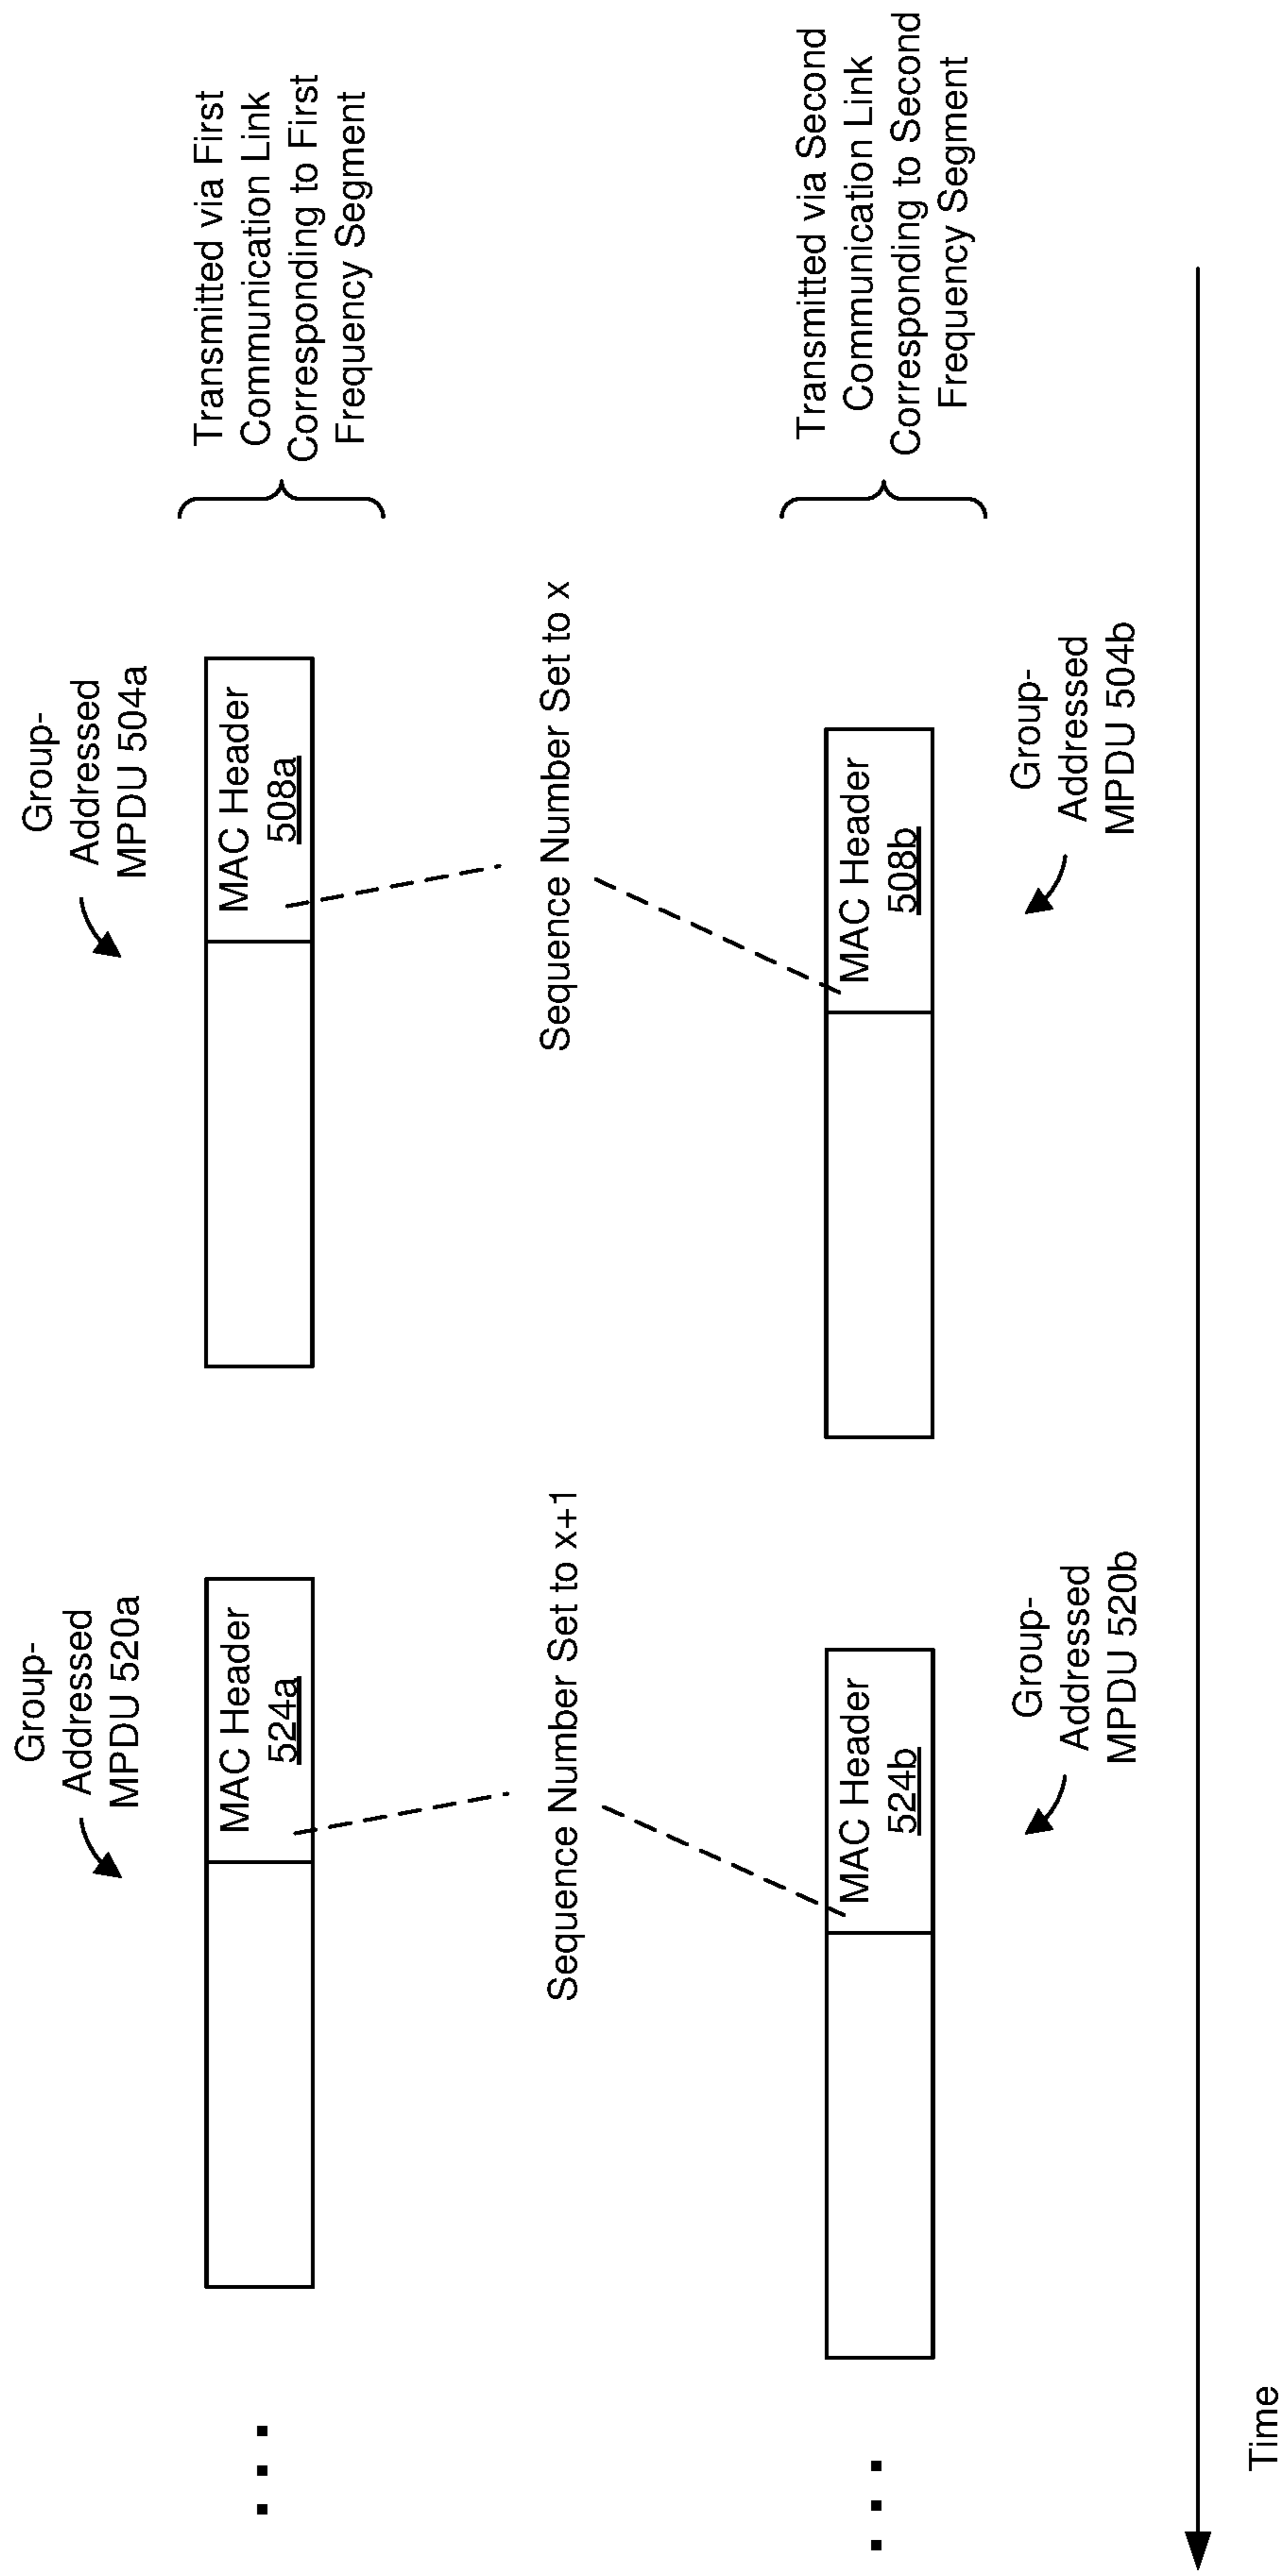 Group-
Addressed
MPDU 520a
Group-
Addressed
MPDU 504a
MAC Header
524a
MAC Header
508a
Transmitted via First
Communication Link
Corresponding to First
Frequency Segment
Sequence Number Set to x+1
Sequence Number Set to x
MAC Header
524b
MAC Header
508b
Transmitted via Second
Communication Link
Corresponding to Second
Frequency Segment
Group-
Addressed
MPDU 520b
Group-
Addressed
MPDU 504b
Time